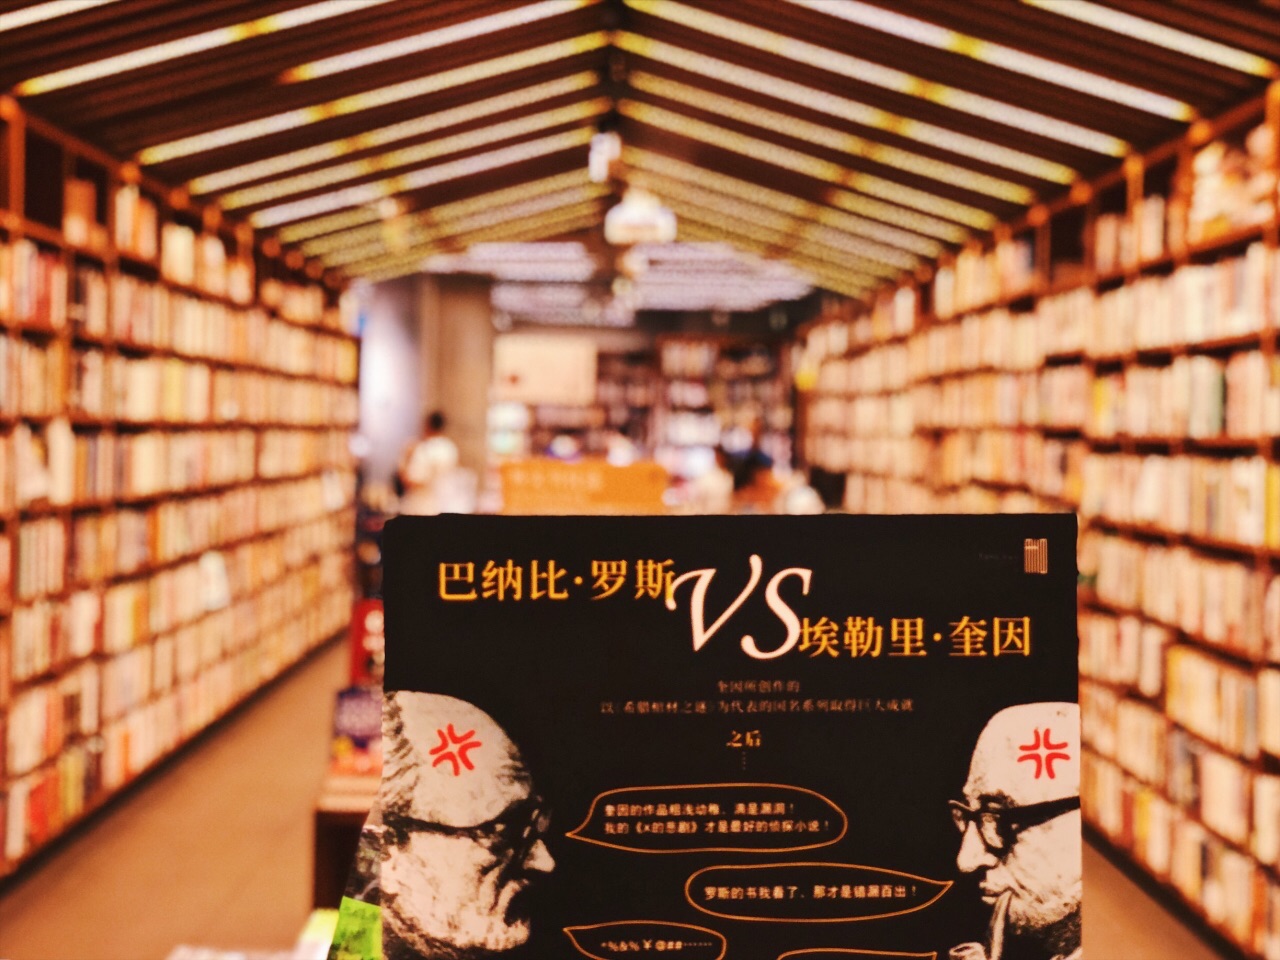 巴纳比·罗斯
VS
埃勒里·奎因
奎因所创作的
以《希腊棺材之谜》为代表的国名系列取得巨大成就
之后
奎因的作品粗浅幼稚、满是漏洞！
我的《X的悲剧》才是最好的侦探小说！
罗斯的书我看了、那才是错漏百出！